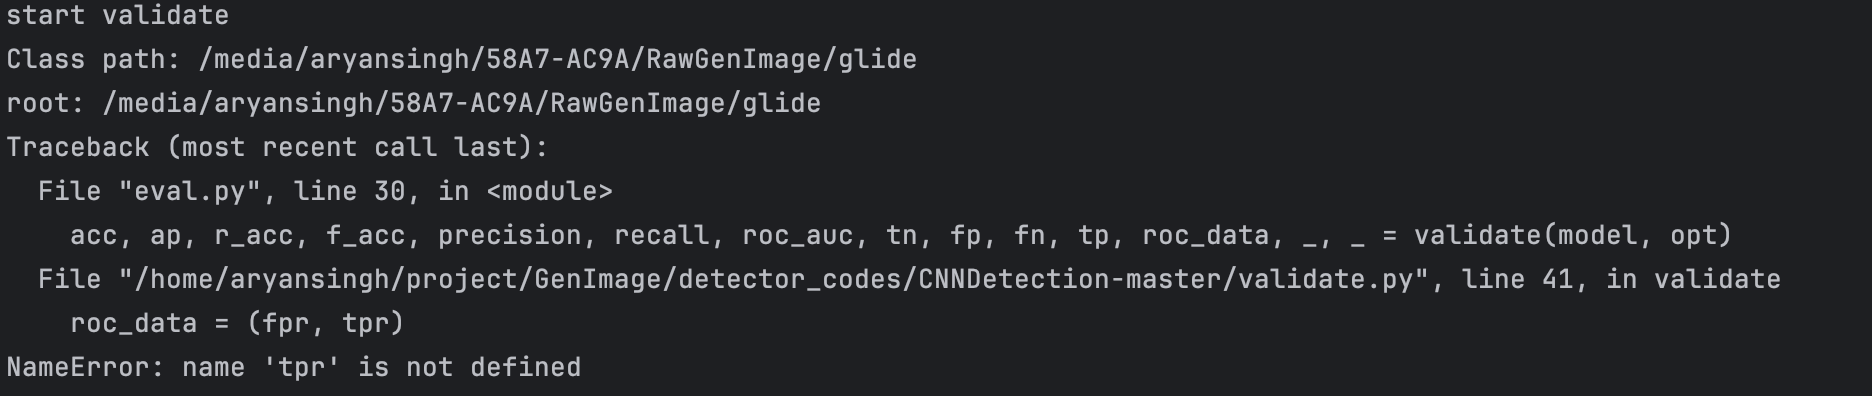 start validate
Class path: /media/aryansingh/58A7-AC9A/RawGenImage/glide
root: /media/aryansingh/58A7-AC9A/RawGenImage/glide
Traceback (most recent call last):
  File "eval.py", line 30, in <module>
    acc, ap, r_acc, f_acc, precision, recall, roc_auc, tn, fp, fn, tp, roc_data, _, _ = validate(model, opt)
  File "/home/aryansingh/project/GenImage/detector_codes/CNNDetection-master/validate.py", line 41, in validate
    roc_data = (fpr, tpr)
NameError: name 'tpr' is not defined